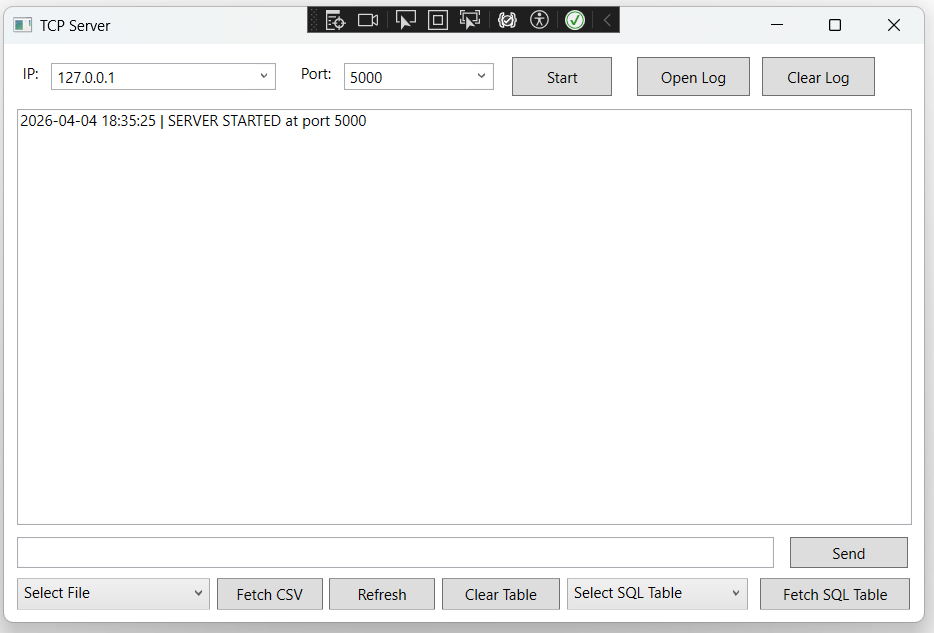 TCP Server
IP: 127.0.0.1 Port: 5000 Start Open Log Clear Log
2026-04-04 18:35:25 | SERVER STARTED at port 5000
Send
Select File Fetch CSV Refresh Clear Table Select SQL Table Fetch SQL Table